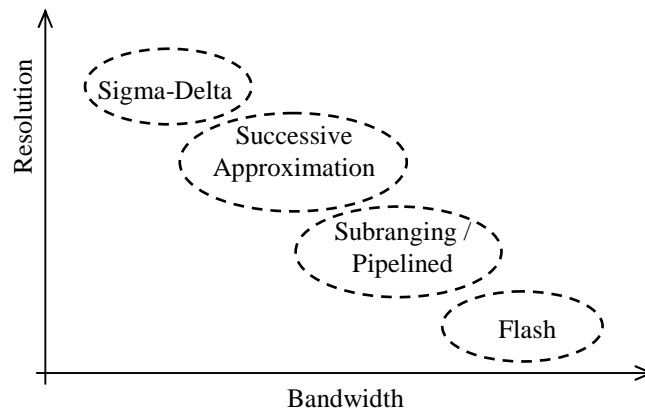 Resolution
Sigma-Delta
Successive
Approximation
Subranging /
Pipelined
Flash
Bandwidth